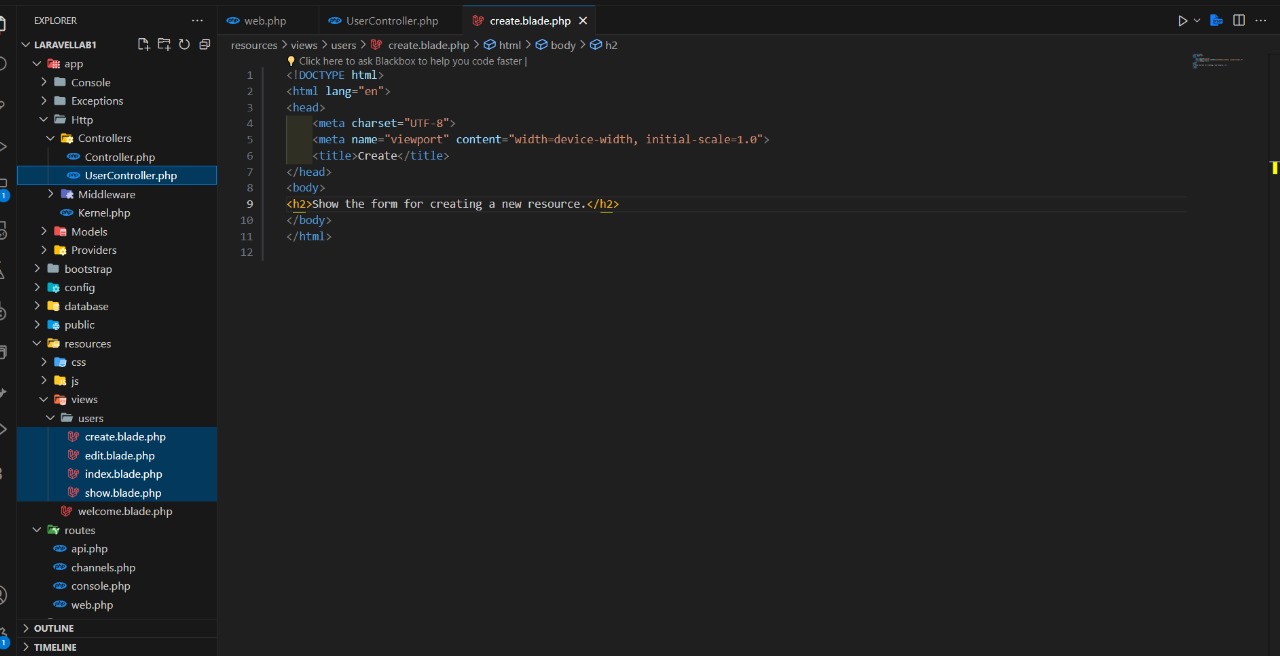 EXPLORER
LARAVELLAB1
app
Console
Exceptions
Http
Controllers
Controller.php
UserController.php
Middleware
Kernel.php
Models
Providers
bootstrap
config
database
public
resources
css
js
views
users
create.blade.php
edit.blade.php
index.blade.php
show.blade.php
welcome.blade.php
routes
api.php
channels.php
console.php
web.php
OUTLINE
TIMELINE
1
1
web.php
UserController.php
create.blade.php
resources > views > users > create.blade.php > html > body > h2
Click here to ask Blackbox to help you code faster |
1 <!DOCTYPE html>
2 <html lang="en">
3 <head>
4 <meta charset="UTF-8">
5 <meta name="viewport" content="width=device-width, initial-scale=1.0">
6 <title>Create</title>
7 </head>
8 <body>
9 <h2>Show the form for creating a new resource.</h2>
10 </body>
11 </html>
12